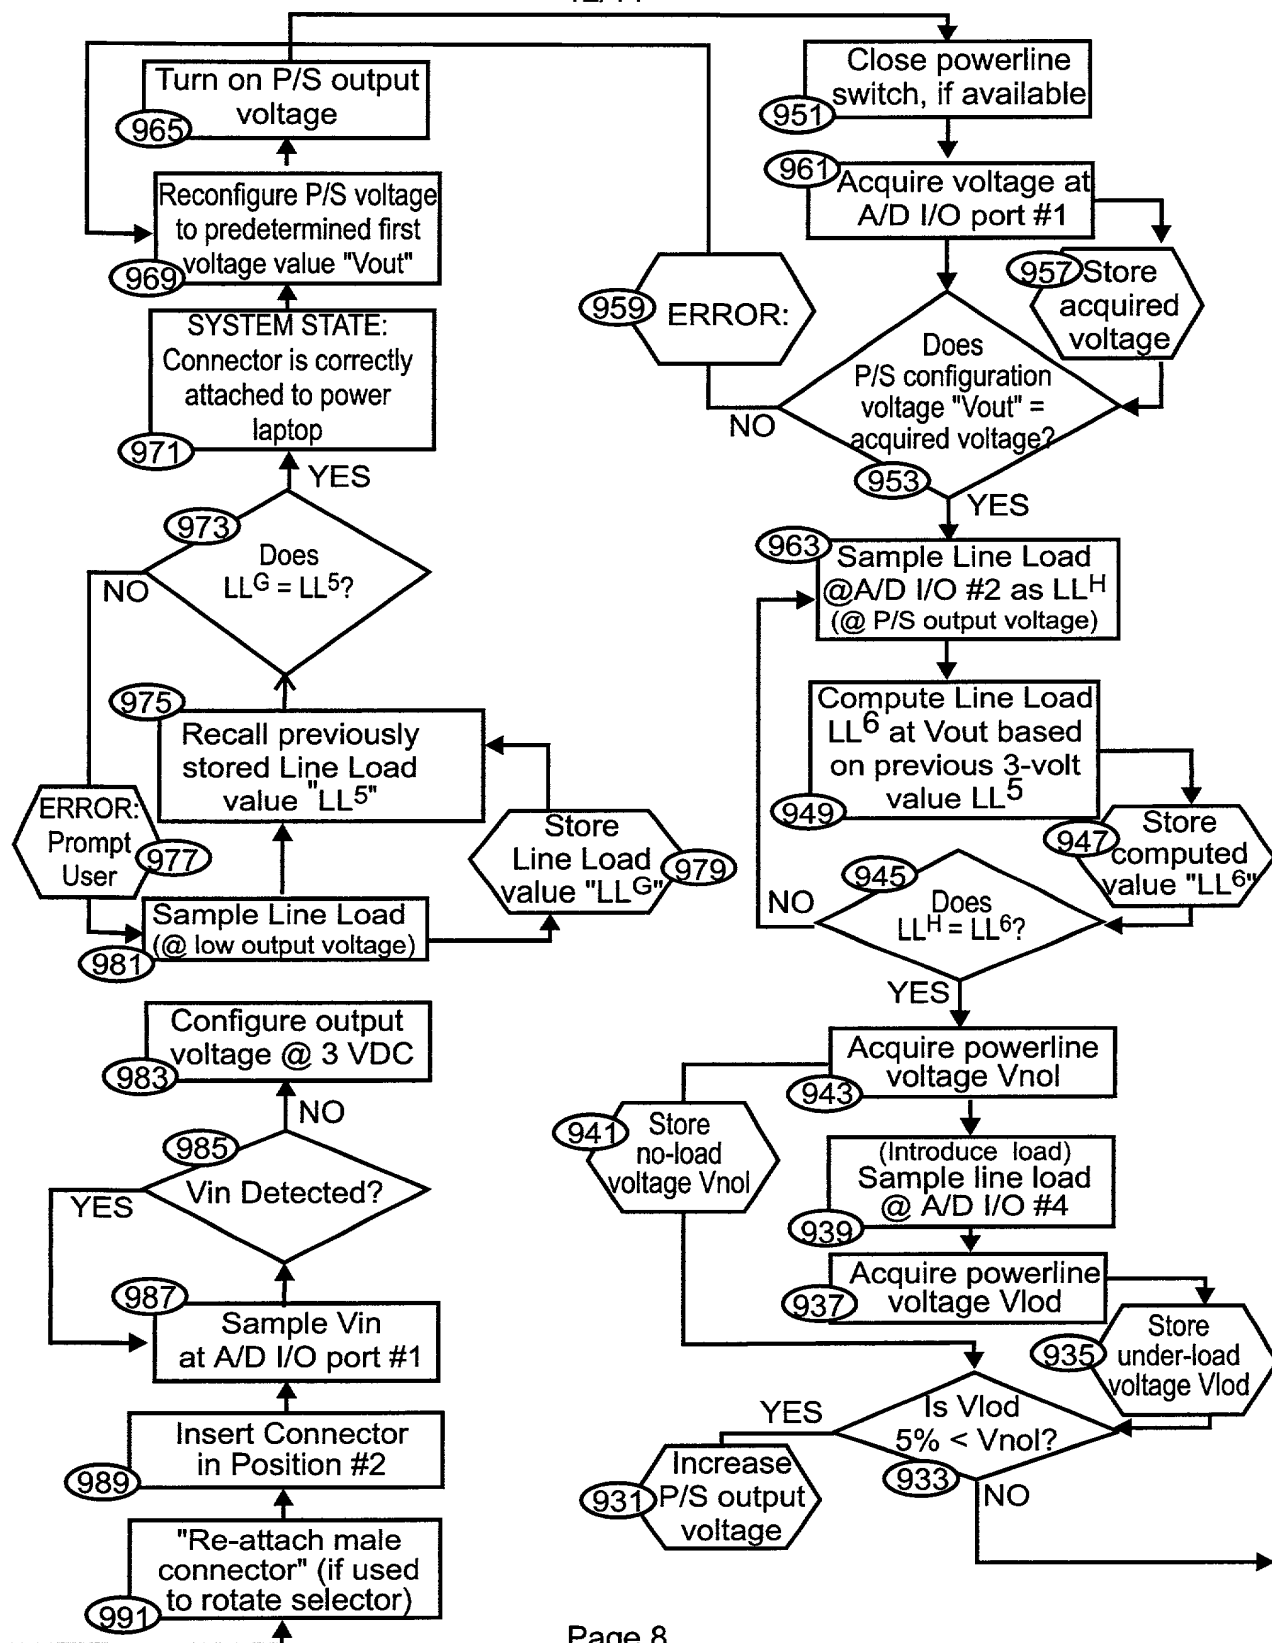 Turn on P/S output
voltage
965
Reconfigure P/S voltage
to predetermined first
voltage value "Vout"
969
SYSTEM STATE:
Connector is correctly
attached to power
laptop
971
YES
973
Does
LLG = LL5?
NO
975
Recall previously
stored Line Load
value "LL5"
ERROR:
Prompt
User
977
Store
Line Load
value "LLG"
979
Sample Line Load
(@ low output voltage)
981
Configure output
voltage @ 3 VDC
983
NO
985
Vin Detected?
YES
987
Sample Vin
at A/D I/O port #1
Insert Connector
in Position #2
989
"Re-attach male
connector" (if used
to rotate selector)
991
Close powerline
switch, if available
951
961
Acquire voltage at
A/D I/O port #1
957
Store
acquired
voltage
959
ERROR:
Does
P/S configuration
voltage "Vout" =
acquired voltage?
NO
953
YES
963
Sample Line Load
@A/D I/O #2 as LLH
(@ P/S output voltage)
Compute Line Load
LL6 at Vout based
on previous 3-volt
value LL5
949
947
Store
computed
value "LL6"
945
NO
Does
LLH = LL6?
YES
Acquire powerline
voltage Vnol
943
941
Store
no-load
voltage Vnol
(Introduce load)
Sample line load
@ A/D I/O #4
939
Acquire powerline
voltage Vlod
937
935
Store
under-load
voltage Vlod
YES
Is Vlod
5% < Vnol?
933
NO
931
Increase
P/S output
voltage
Page 8